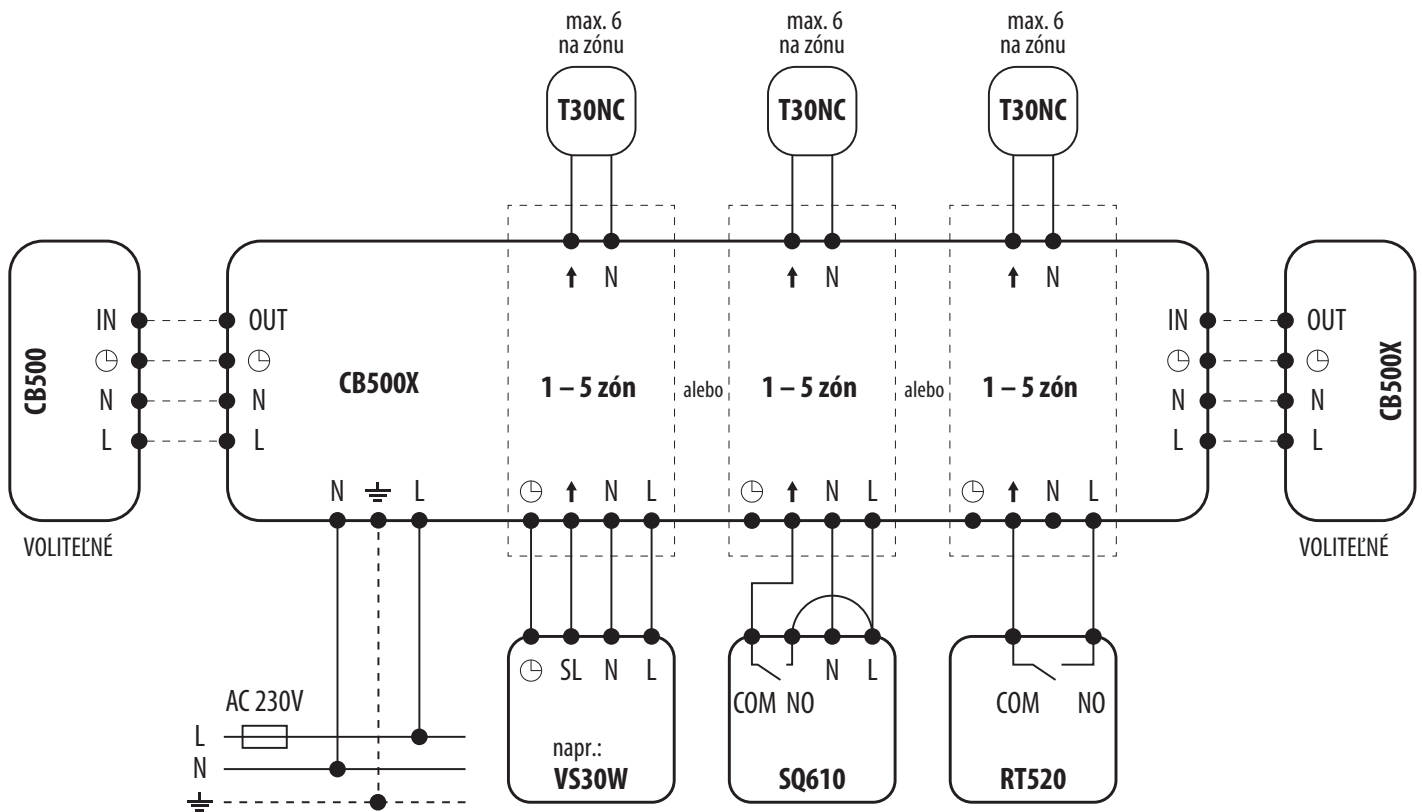 max. 6
na zónu
max. 6
na zónu
max. 6
na zónu
T30NC
T30NC
T30NC
↑ N
↑ N
↑ N
CB500
IN
N
L
VOLITEĽNÉ
OUT
N
L
CB500X
1 – 5 zón
alebo
1 – 5 zón
alebo
1 – 5 zón
IN
N
L
OUT
N
L
CB500X
VOLITEĽNÉ
N L
↑ N L
↑ N L
↑ N L
SL N L
napr.:
VS30W
COM NO N L
SQ610
COM NO
RT520
AC 230V
L
N